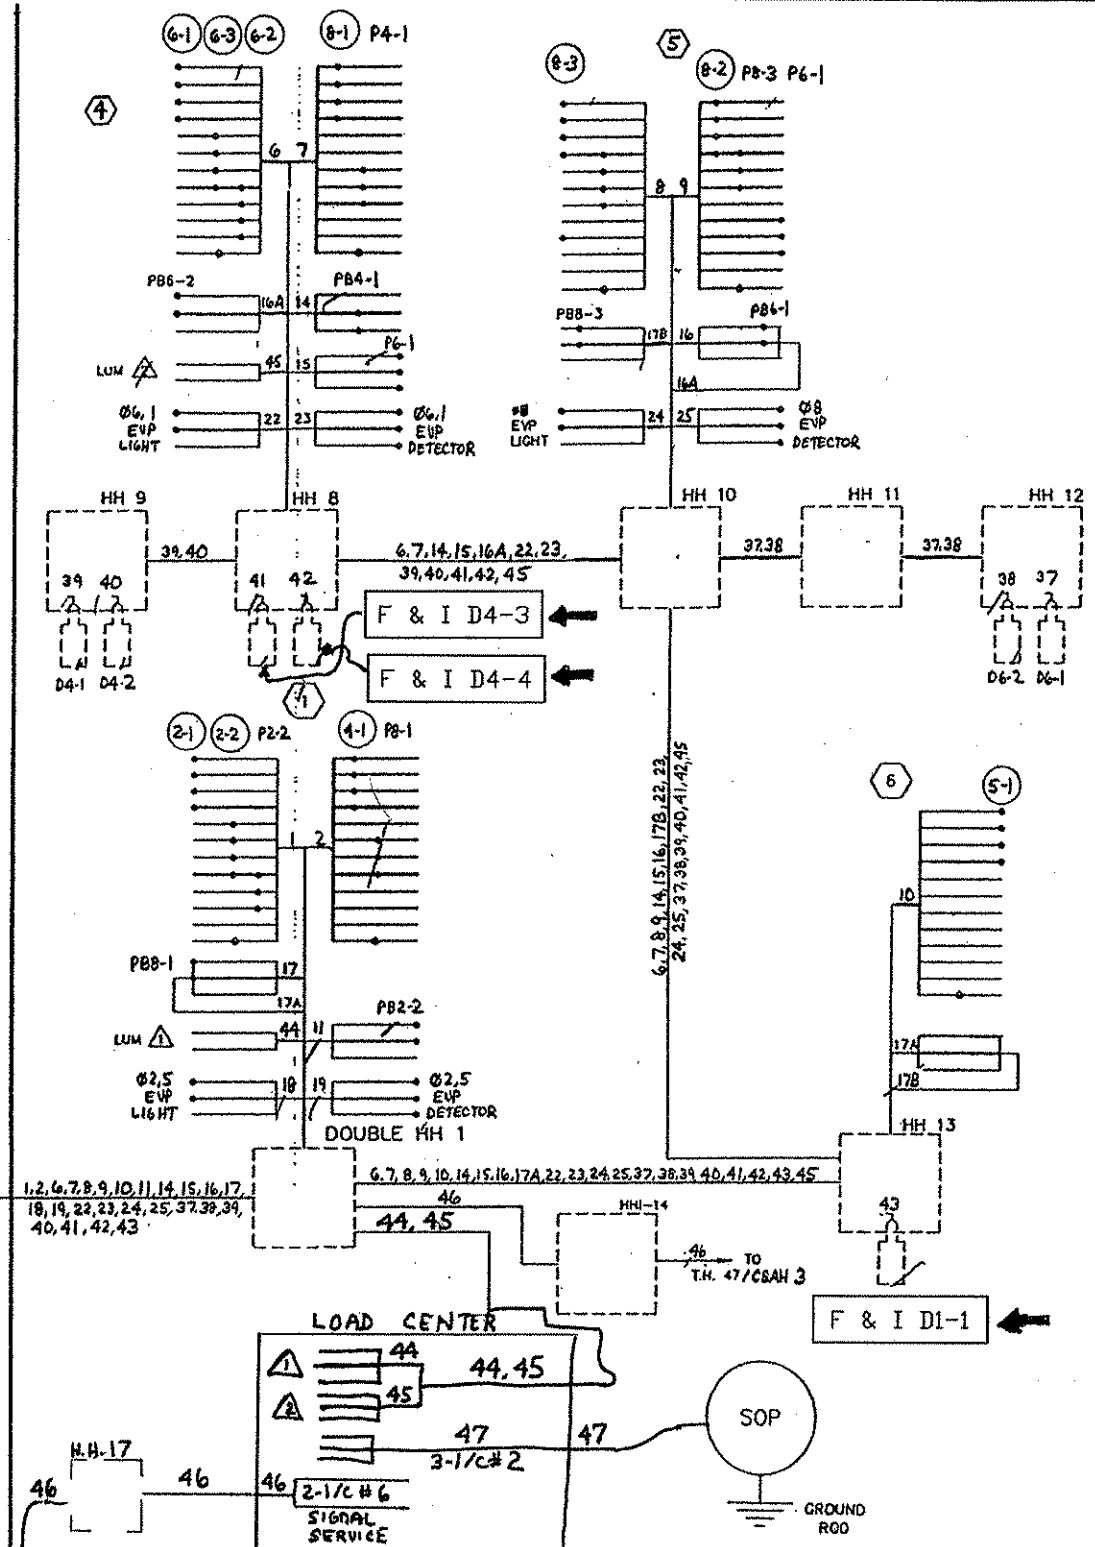 6-1 6-3 6-2 8-1 P4-1
4
6 7
PB6-2
16A 14
PB4-1
LUM 2
45 15
P6-1
Ø6,1
EVP
LIGHT
22 23
Ø6,1
EVP
DETECTOR
5
8-3
8-2 P8-3 P6-1
8 9
PB8-3
17B 16
PB6-1
16A
Ø8
EVP
LIGHT
24 25
Ø8
EVP
DETECTOR
HH 9
HH 8
HH 10
HH 11
HH 12
39,40
6,7,14,15,16A,22,23,
39,40,41,42,45
37,38
37,38
39 40
41 42
38 37
D4-1 D4-2
F & I D4-3
F & I D4-4
D6-2 D6-1
1
2-1 2-2 P2-2
4-1 P8-1
1 2
6,7,8,9,14,15,16,17B,22,23,
24,25,37,38,39,40,41,42,45
6
5-1
10
PB8-1
17
17A
LUM 1
44 11
PB2-2
Ø2,5
EVP
LIGHT
18 19
Ø2,5
EVP
DETECTOR
17A
17B
DOUBLE HH 1
HH 13
1,2,6,7,8,9,10,11,14,15,16,17,
18,19,22,23,24,25,37,38,39,
40,41,42,43
6,7,8,9,10,14,15,16,17A,22,23,24,25,37,38,39,40,41,42,43,45
46
44,45
HH1-14
46
TO
T.H. 47/CSAH 3
43
F & I D1-1
LOAD CENTER
1
44
2
45
44,45
47
3-1/C#2
47
SOP
GROUND
ROD
H.H.17
46
46
46
2-1/C #6
SIGNAL
SERVICE